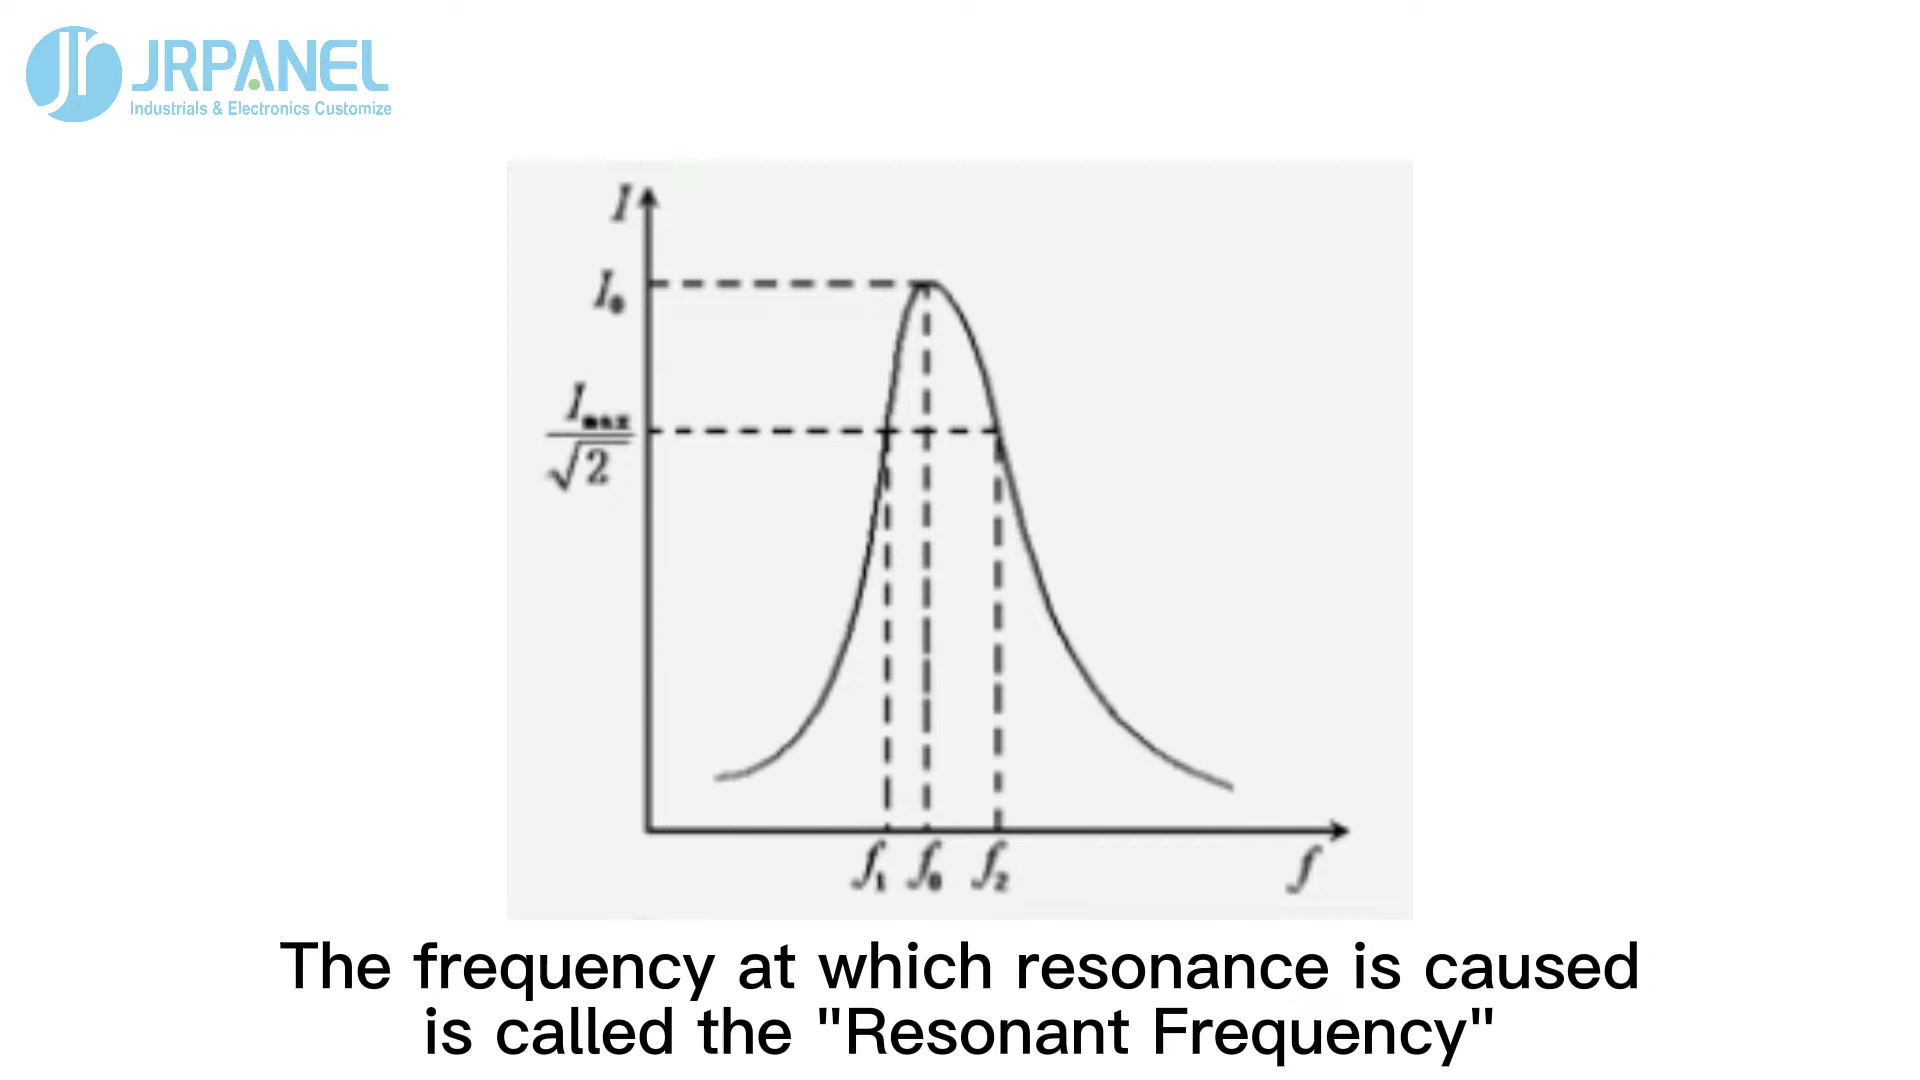 JRPANEL
Industrials & Electronics Customize
I
I₀
Iₘₐₓ
√2
f₁ f₀ f₂
f
The frequency at which resonance is caused
is called the "Resonant Frequency"